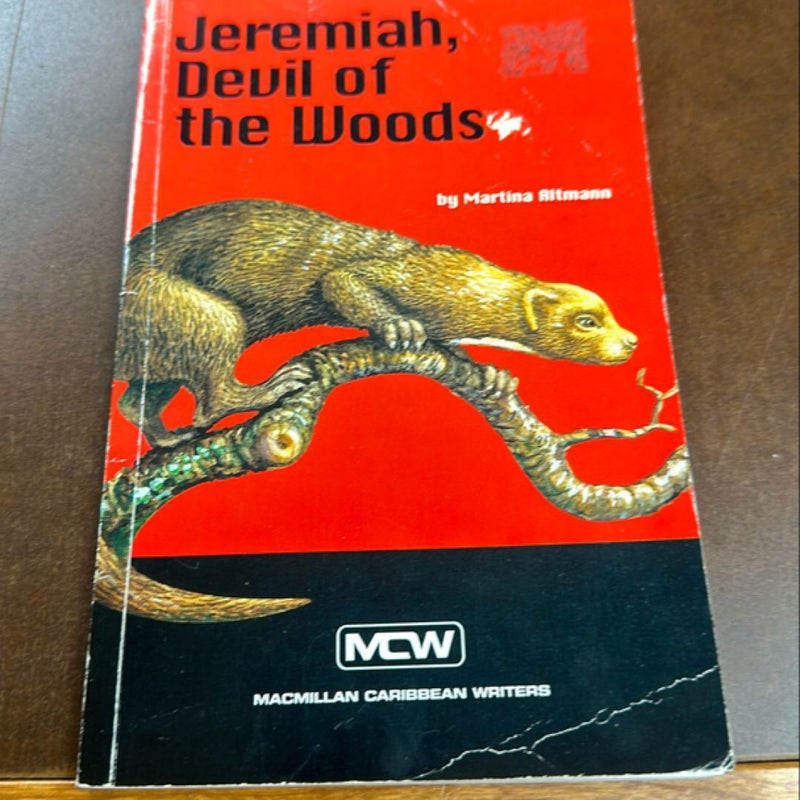 Jeremiah,
Devil of
the Woods
by Martina Altmann
MCW
MACMILLAN CARIBBEAN WRITERS